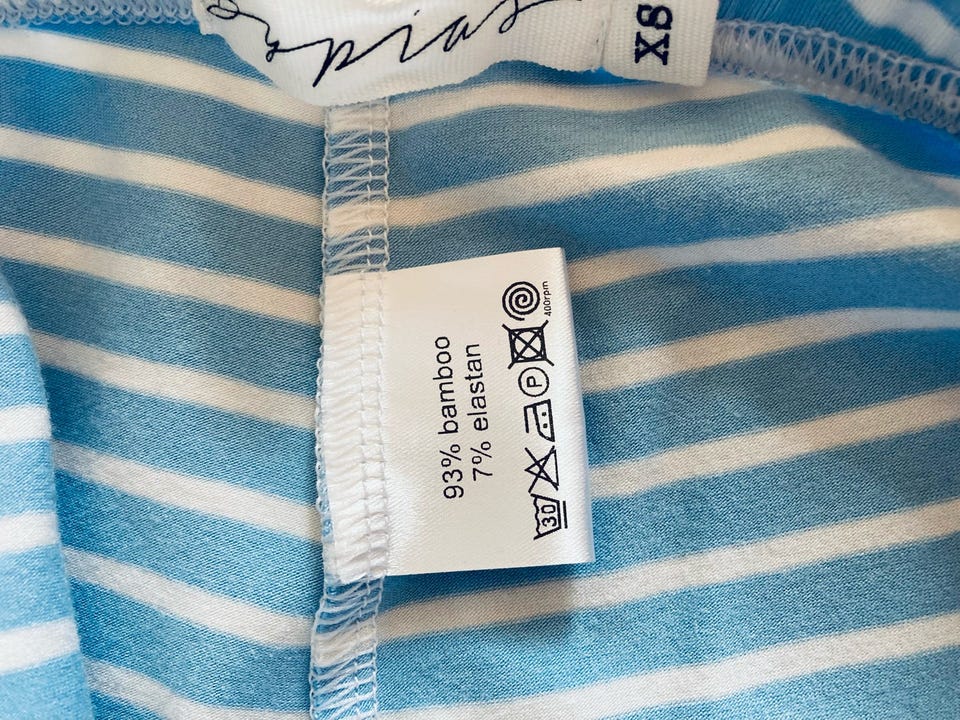 XS
93% bamboo
7% elastan
30 P 400rpm